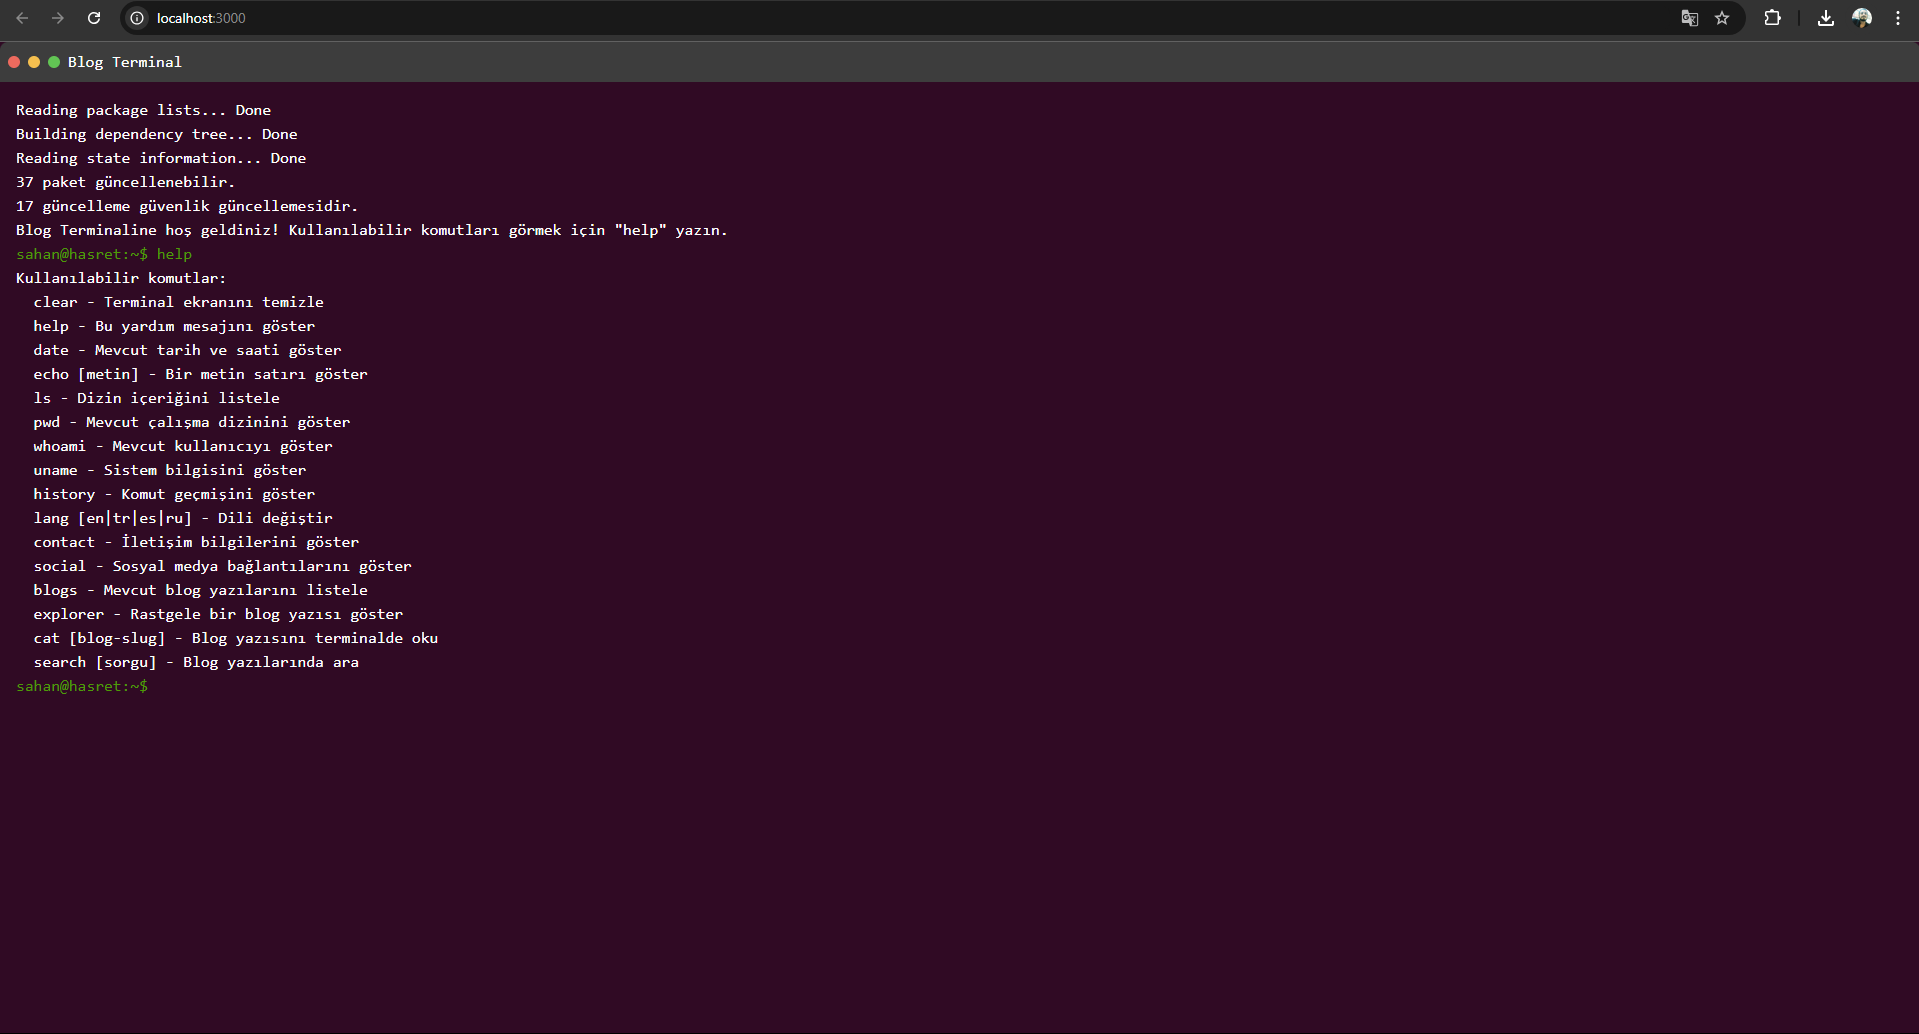 localhost:3000
Blog Terminal
Reading package lists... Done
Building dependency tree... Done
Reading state information... Done
37 paket güncellenebilir.
17 güncelleme güvenlik güncellemesidir.
Blog Terminaline hoş geldiniz! Kullanılabilir komutları görmek için "help" yazın.
sahan@hasret:~$ help
Kullanılabilir komutlar:
clear - Terminal ekranını temizle
help - Bu yardım mesajını göster
date - Mevcut tarih ve saati göster
echo [metin] - Bir metin satırı göster
ls - Dizin içeriğini listele
pwd - Mevcut çalışma dizinini göster
whoami - Mevcut kullanıcıyı göster
uname - Sistem bilgisini göster
history - Komut geçmişini göster
lang [en|tr|es|ru] - Dili değiştir
contact - İletişim bilgilerini göster
social - Sosyal medya bağlantılarını göster
blogs - Mevcut blog yazılarını listele
explorer - Rastgele bir blog yazısı göster
cat [blog-slug] - Blog yazısını terminalde oku
search [sorgu] - Blog yazılarında ara
sahan@hasret:~$